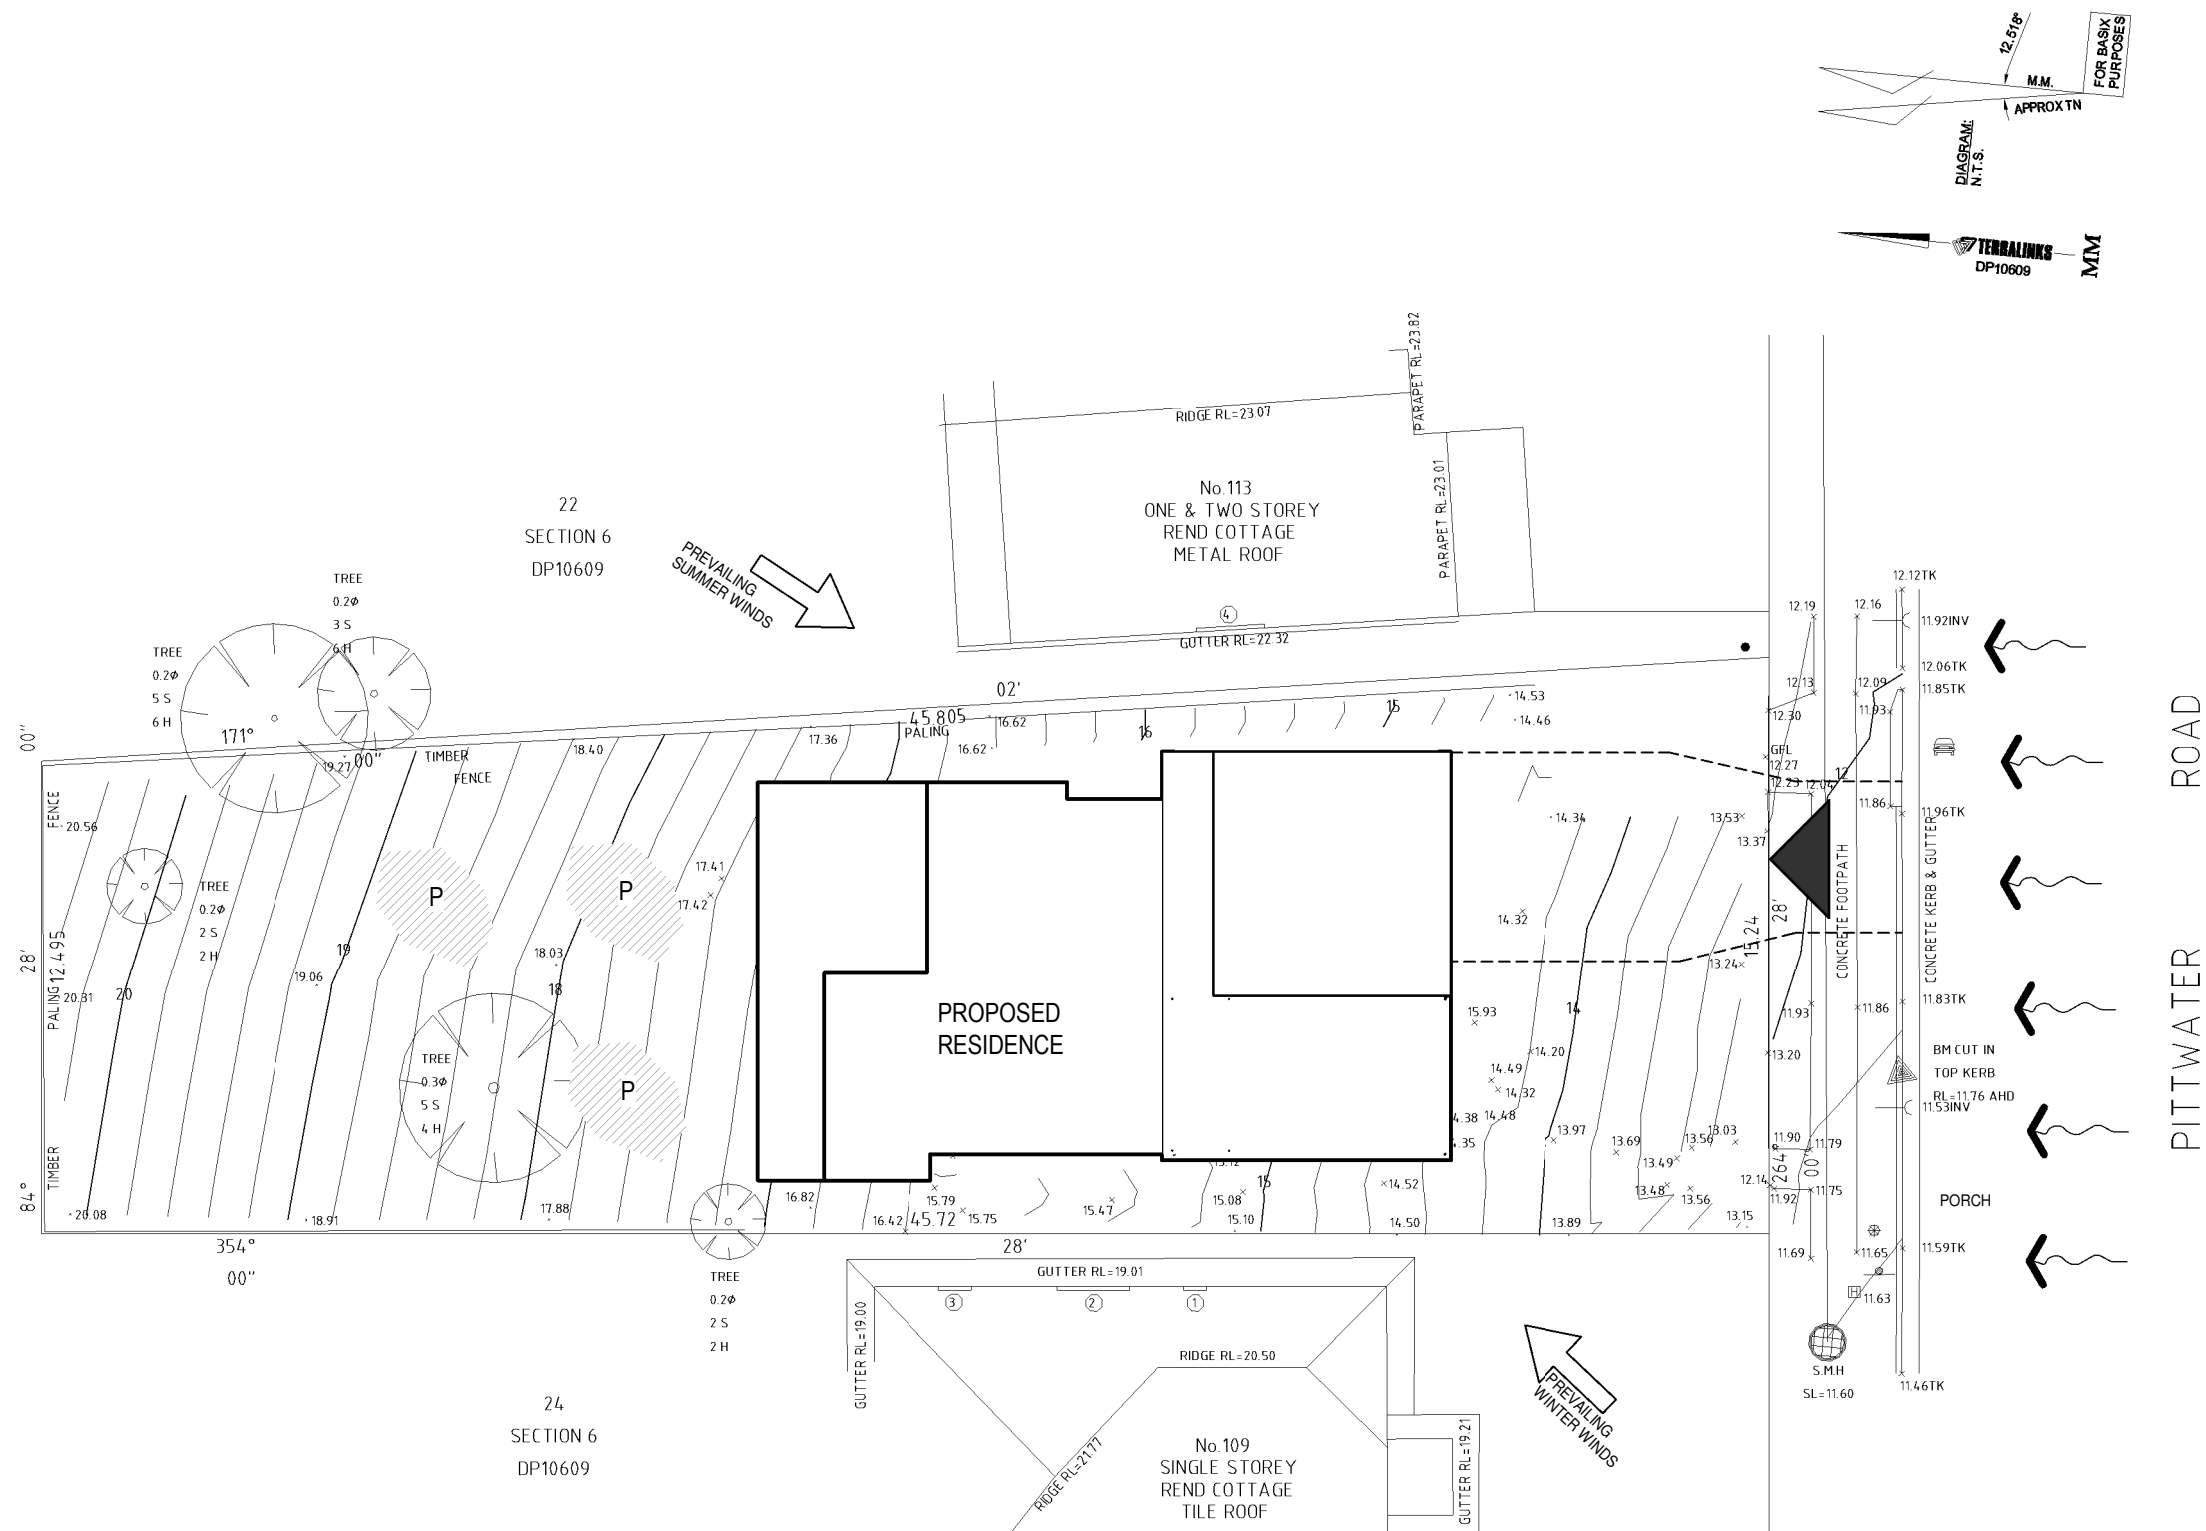 12.518°
FOR BASIX
PURPOSES
M.M.
APPROX TN
DIAGRAM:
N.T.S.
TERRALINKS
DP10609
MM
PARAPET RL=23.82
RIDGE RL=23.07
PARAPET RL=23.01
No.113
ONE & TWO STOREY
REND COTTAGE
METAL ROOF
4
GUTTER RL=22.32
22
SECTION 6
DP10609
PREVAILING
SUMMER WINDS
TREE
0.2ø
3 S
6 H
TREE
0.2ø
5 S
6 H
171°
02'
00"
45.805
PALING
TIMBER
FENCE
00"
28'
84°
FENCE
PALING
12.495
TIMBER
20.56
20.31
20
20.08
TREE
0.2ø
2 S
2 H
19.27
18.40
17.36
16.62
16.62
16
15
14.53
14.46
19
19.06
18.91
18.03
18
17.88
17.41
17.42
P
P
P
TREE
0.3ø
5 S
4 H
PROPOSED
RESIDENCE
14.34
14.32
15.93
14.20
14.49
14.32
14.48
4.38
4.35
14
13.97
13.53
13.37
13.24
13.20
13.69
13.56
13.03
13.49
13.48
13.56
13.15
13.89
16.82
16.42
45.72
15.12
15.79
15.75
15.47
15.08
15.10
15
14.52
14.50
354°
28'
00"
TREE
0.2ø
2 S
2 H
GUTTER RL=19.01
3
2
1
GUTTER RL=19.00
RIDGE RL=20.50
RIDGE RL=21.77
GUTTER RL=19.21
No.109
SINGLE STOREY
REND COTTAGE
TILE ROOF
24
SECTION 6
DP10609
PREVAILING
WINTER WINDS
12.12TK
12.19
12.16
11.92INV
12.06TK
12.13
12.09
11.85TK
12.30
11.93
GFL
12.27
12.23
12.04
12
11.86
11.96TK
CONCRETE FOOTPATH
CONCRETE KERB & GUTTER
15.24
28'
264°
00"
11.93
11.86
11.83TK
BM CUT IN
TOP KERB
RL=11.76 AHD
11.53INV
11.90
11.79
12.14
11.92
11.75
PORCH
11.69
11.65
11.59TK
H
11.63
S.M.H
SL=11.60
11.46TK
PITTWATER ROAD